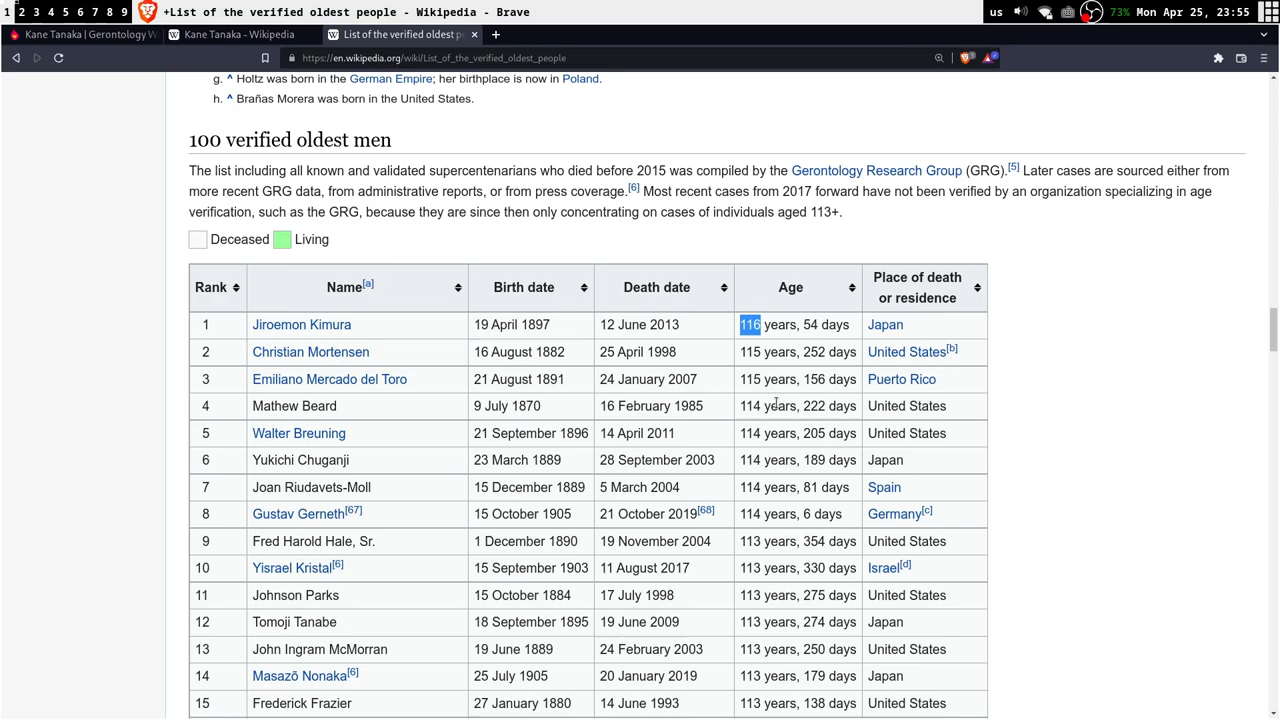 1 2 3 4 5 6 7 8 9 +List of the verified oldest people - Wikipedia - Brave us 73% Mon Apr 25, 23:55
Kane Tanaka | Gerontology W Kane Tanaka - Wikipedia List of the verified oldest p
https://en.wikipedia.org/wiki/List_of_the_verified_oldest_people
g. ^ Holtz was born in the German Empire; her birthplace is now in Poland.
h. ^ Brañas Morera was born in the United States.
100 verified oldest men
The list including all known and validated supercentenarians who died before 2015 was compiled by the Gerontology Research Group (GRG).[5] Later cases are sourced either from
more recent GRG data, from administrative reports, or from press coverage.[6] Most recent cases from 2017 forward have not been verified by an organization specializing in age
verification, such as the GRG, because they are since then only concentrating on cases of individuals aged 113+.
Deceased Living
Rank Name[a] Birth date Death date Age Place of death or residence
1 Jiroemon Kimura 19 April 1897 12 June 2013 116 years, 54 days Japan
2 Christian Mortensen 16 August 1882 25 April 1998 115 years, 252 days United States[b]
3 Emiliano Mercado del Toro 21 August 1891 24 January 2007 115 years, 156 days Puerto Rico
4 Mathew Beard 9 July 1870 16 February 1985 114 years, 222 days United States
5 Walter Breuning 21 September 1896 14 April 2011 114 years, 205 days United States
6 Yukichi Chuganji 23 March 1889 28 September 2003 114 years, 189 days Japan
7 Joan Riudavets-Moll 15 December 1889 5 March 2004 114 years, 81 days Spain
8 Gustav Gerneth[67] 15 October 1905 21 October 2019[68] 114 years, 6 days Germany[c]
9 Fred Harold Hale, Sr. 1 December 1890 19 November 2004 113 years, 354 days United States
10 Yisrael Kristal[6] 15 September 1903 11 August 2017 113 years, 330 days Israel[d]
11 Johnson Parks 15 October 1884 17 July 1998 113 years, 275 days United States
12 Tomoji Tanabe 18 September 1895 19 June 2009 113 years, 274 days Japan
13 John Ingram McMorran 19 June 1889 24 February 2003 113 years, 250 days United States
14 Masazō Nonaka[6] 25 July 1905 20 January 2019 113 years, 179 days Japan
15 Frederick Frazier 27 January 1880 14 June 1993 113 years, 138 days United States